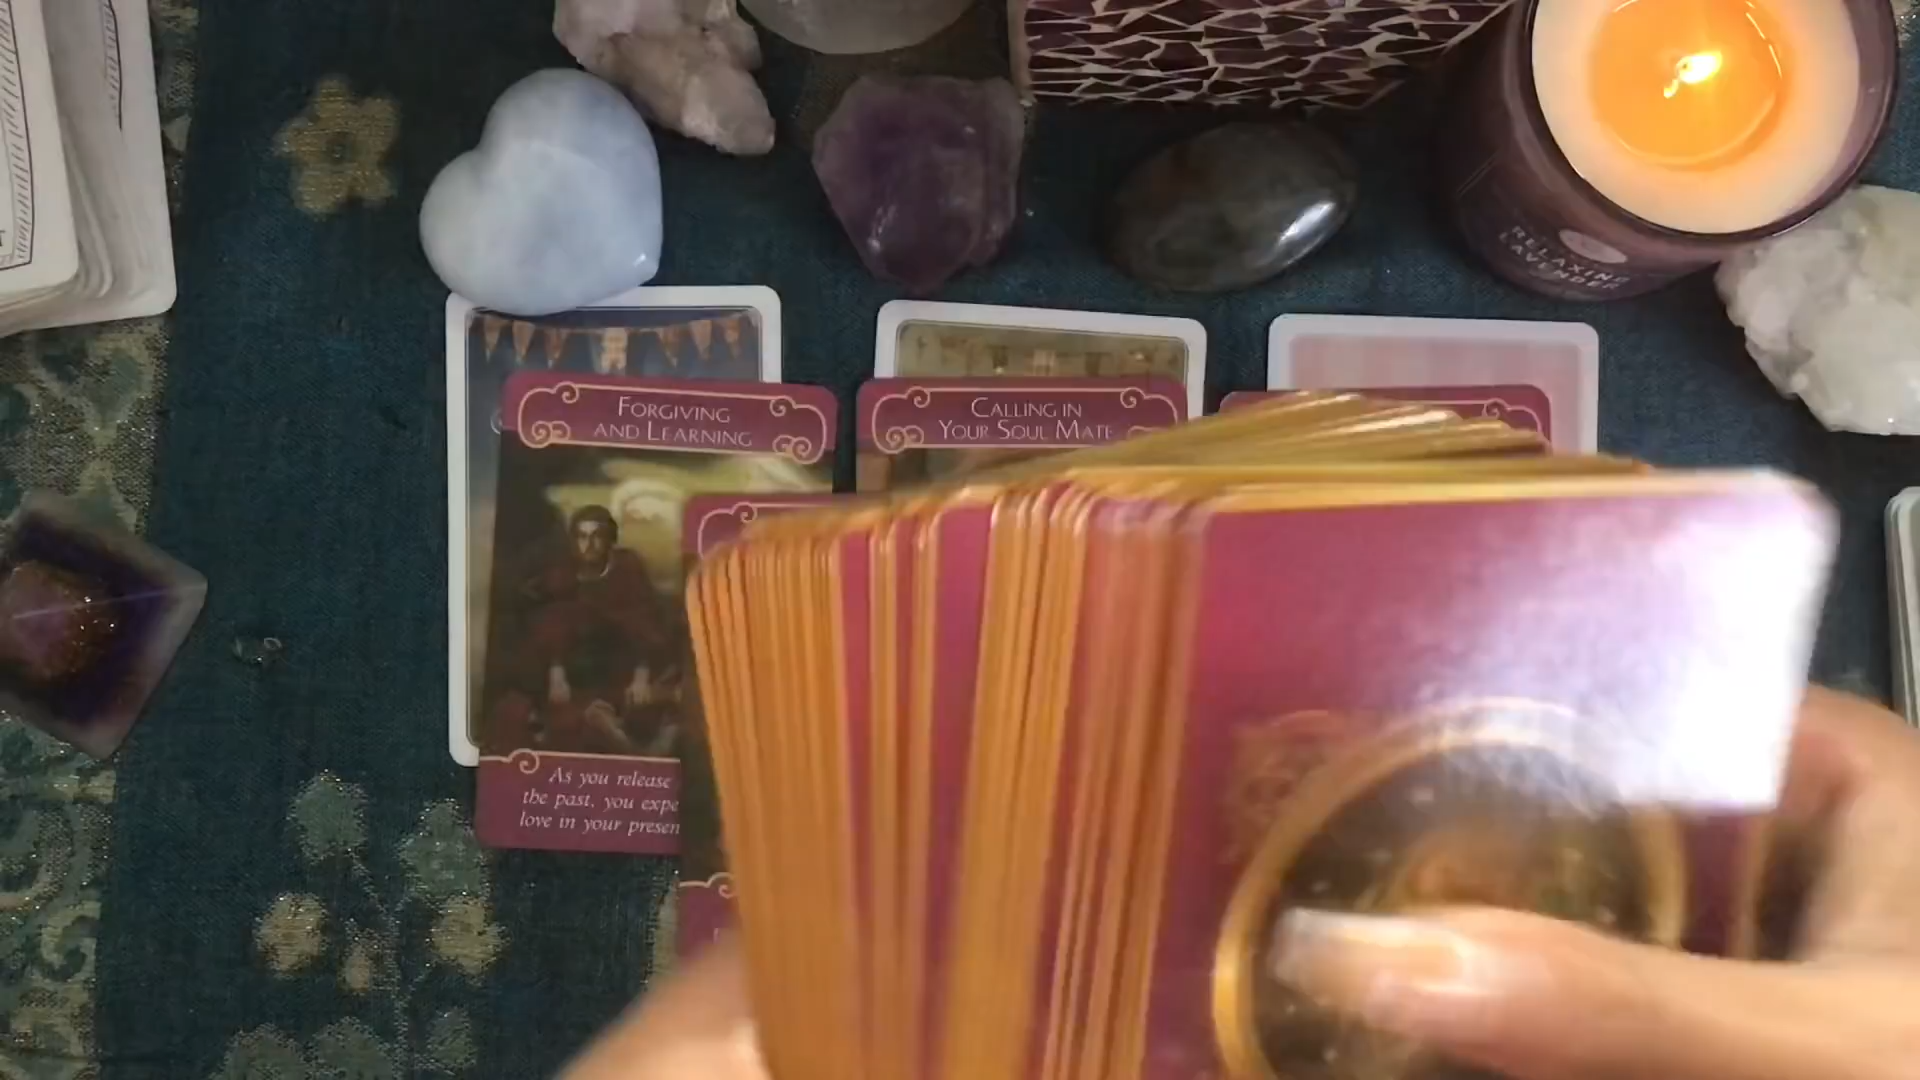 FORGIVING
AND LEARNING
CALLING IN
YOUR SOUL MATE
RELAXING
LAVENDER
As you release
the past, you expe
love in your presen